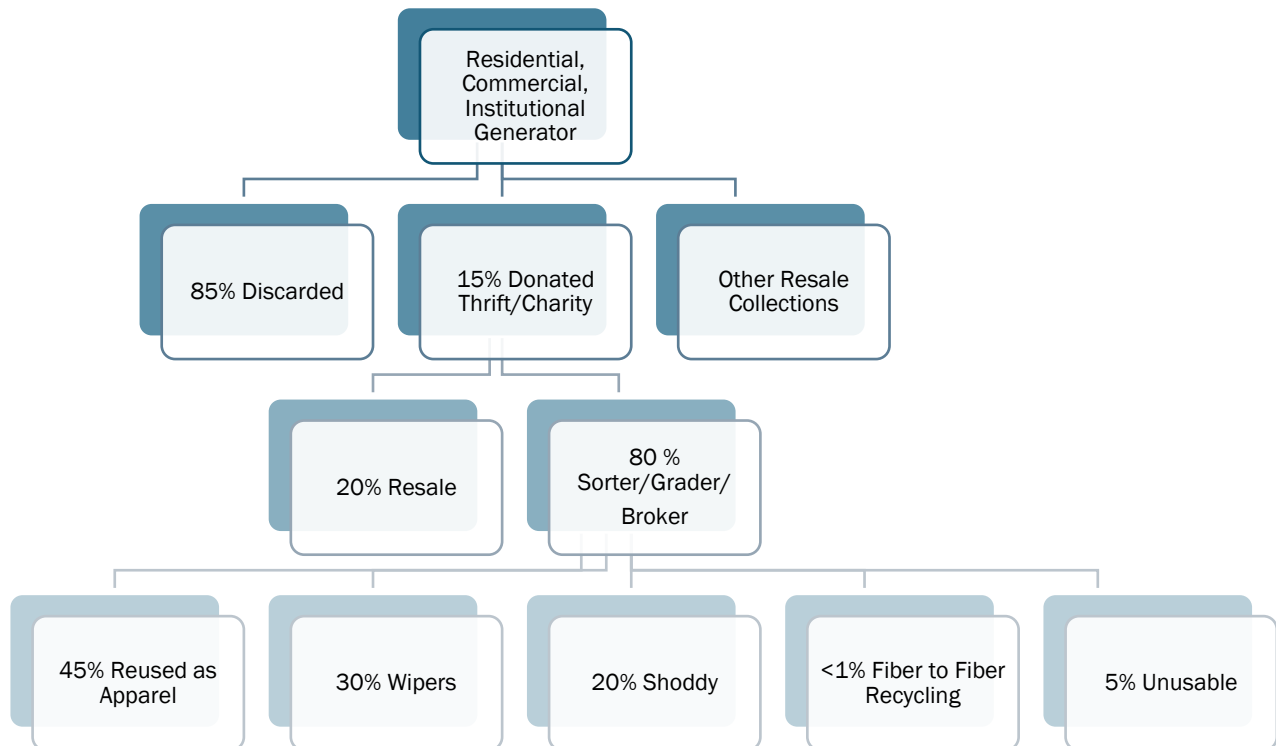 Residential,
Commercial,
Institutional
Generator
85% Discarded
15% Donated
Thrift/Charity
Other Resale
Collections
20% Resale
80 %
Sorter/Grader/
Broker
45% Reused as
Apparel
30% Wipers
20% Shoddy
<1% Fiber to Fiber
Recycling
5% Unusable